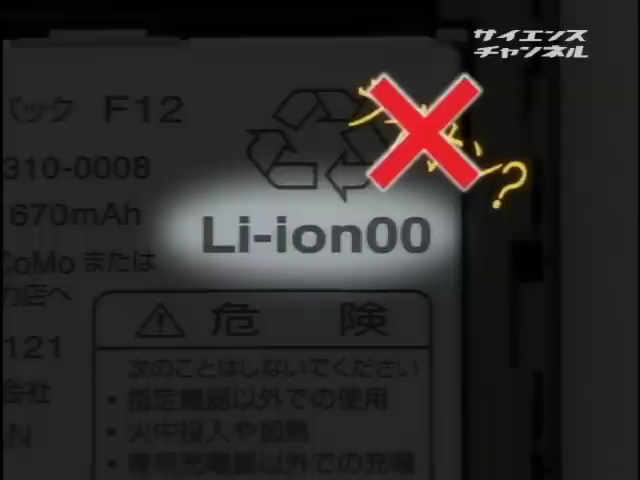 サイエンス
チャンネル
パック F12
310-0008
670mAh
Li-ion00
CoMo または
力店へ
121
会社
N
⚠ 危 険
次のことはしないでください
・指定機器以外での使用
・火中投入や加熱
・専用充電器以外での充電
?